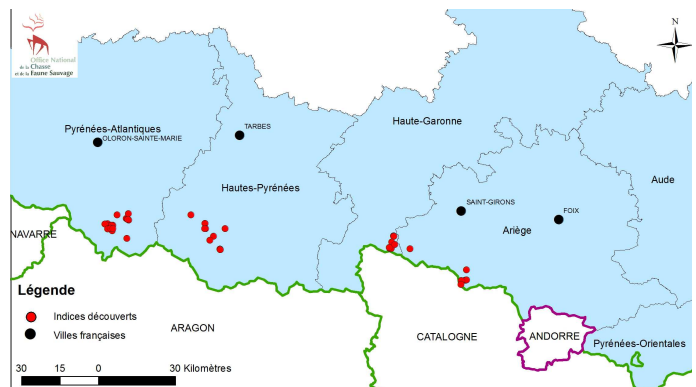 Office National
de la Chasse
et de la Faune Sauvage
N
Pyrénées-Atlantiques
OLORON-SAINTE-MARIE
TARBES
Haute-Garonne
Hautes-Pyrénées
SAINT-GIRONS
FOIX
Ariège
Aude
NAVARRE
Légende
Indices découverts
Villes françaises
ARAGON
CATALOGNE
ANDORRE
Pyrénées-Orientales
30 15 0 30 Kilomètres